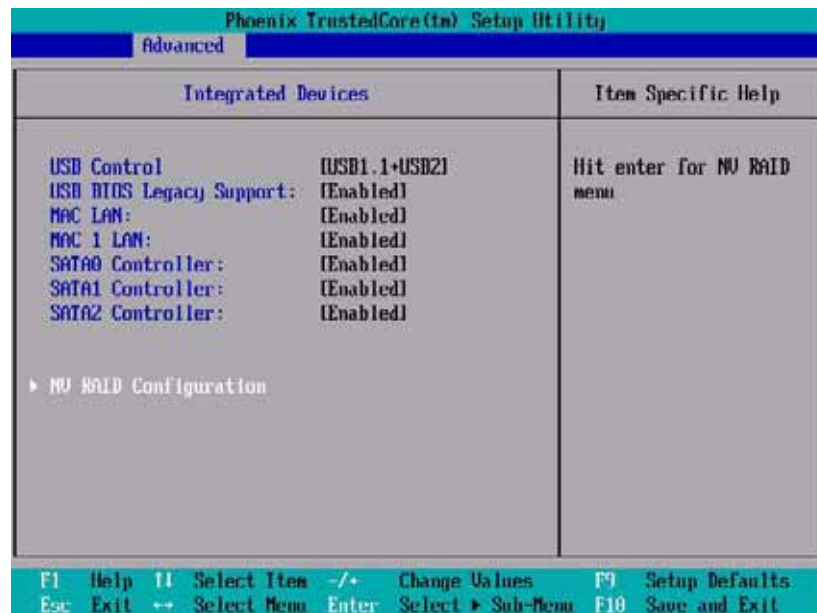 Phoenix TrustedCore(tm) Setup Utility
Advanced
Integrated Devices
Item Specific Help
USB Control [USB1.1+USB2]
USB BIOS Legacy Support: [Enabled]
MAC LAN: [Enabled]
MAC 1 LAN: [Enabled]
SATA0 Controller: [Enabled]
SATA1 Controller: [Enabled]
SATA2 Controller: [Enabled]
▶ NV RAID Configuration
Hit enter for NV RAID
menu
F1 Help ↑↓ Select Item -/+ Change Values F9 Setup Defaults
Esc Exit ↔ Select Menu Enter Select ▶ Sub-Menu F10 Save and Exit